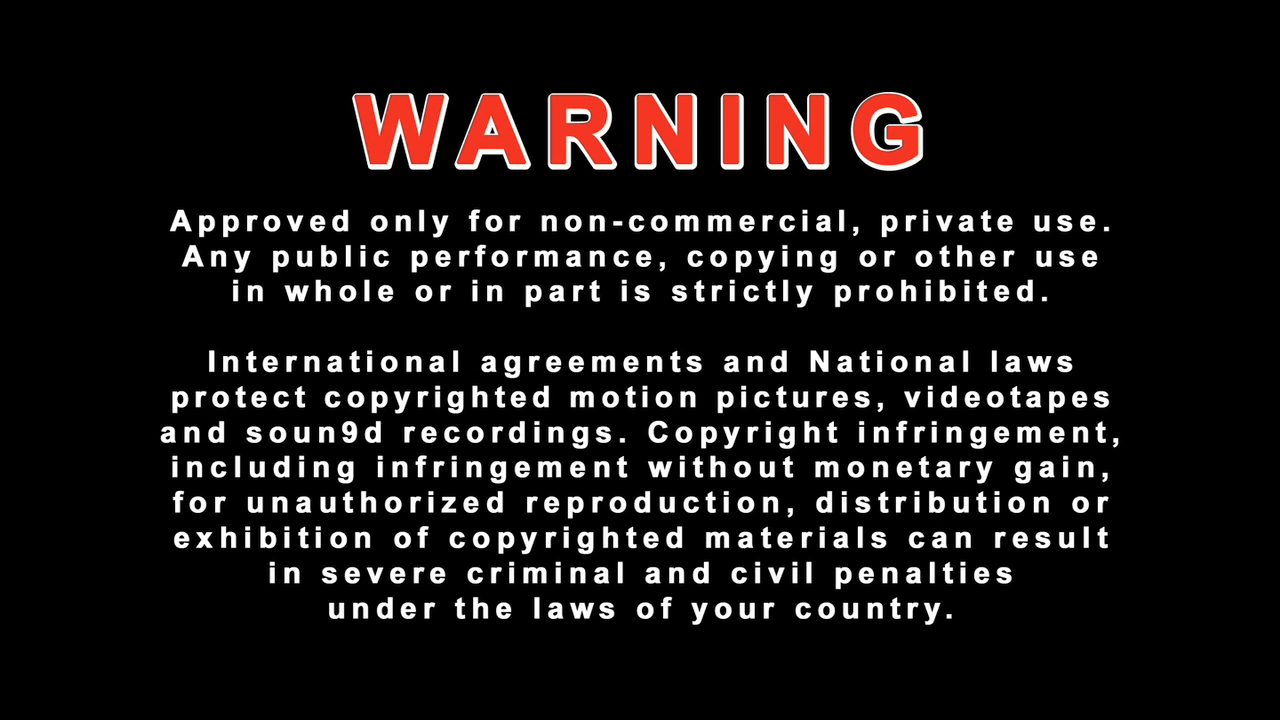 WARNING
Approved only for non-commercial, private use.
Any public performance, copying or other use
in whole or in part is strictly prohibited.
International agreements and National laws
protect copyrighted motion pictures, videotapes
and soun9d recordings. Copyright infringement,
including infringement without monetary gain,
for unauthorized reproduction, distribution or
exhibition of copyrighted materials can result
in severe criminal and civil penalties
under the laws of your country.